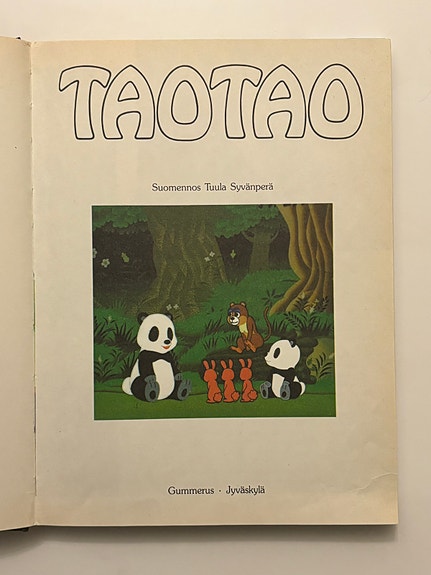 TAOTAO
Suomennos Tuula Syvänperä
Gummerus · Jyväskylä